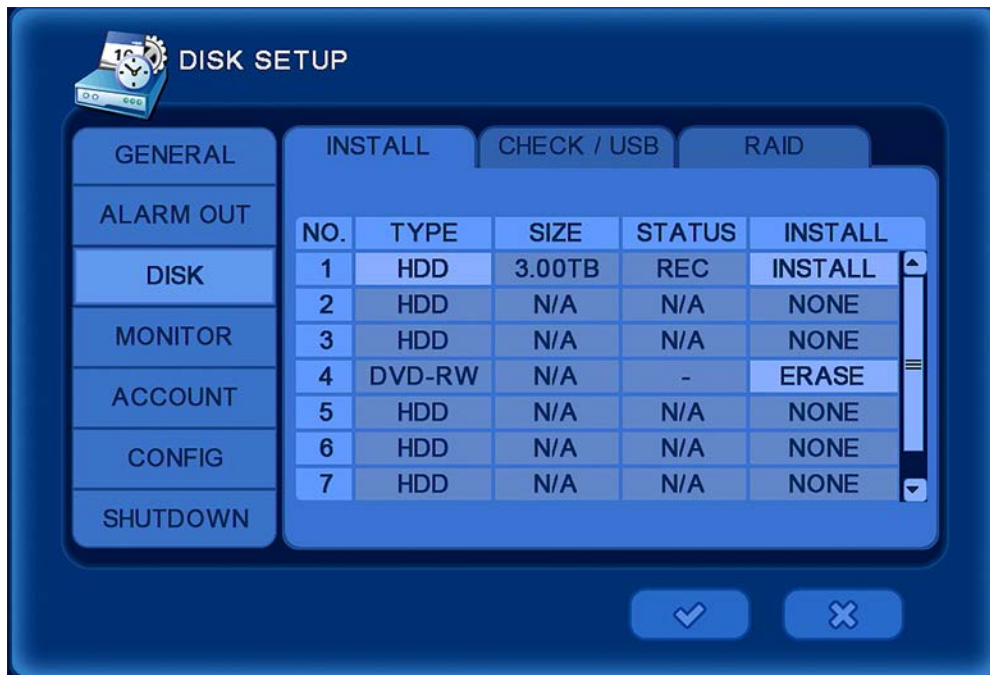 16
DISK SETUP
GENERAL
ALARM OUT
DISK
MONITOR
ACCOUNT
CONFIG
SHUTDOWN
INSTALL CHECK / USB RAID
NO. TYPE SIZE STATUS INSTALL
1 HDD 3.00TB REC INSTALL
2 HDD N/A N/A NONE
3 HDD N/A N/A NONE
4 DVD-RW N/A - ERASE
5 HDD N/A N/A NONE
6 HDD N/A N/A NONE
7 HDD N/A N/A NONE